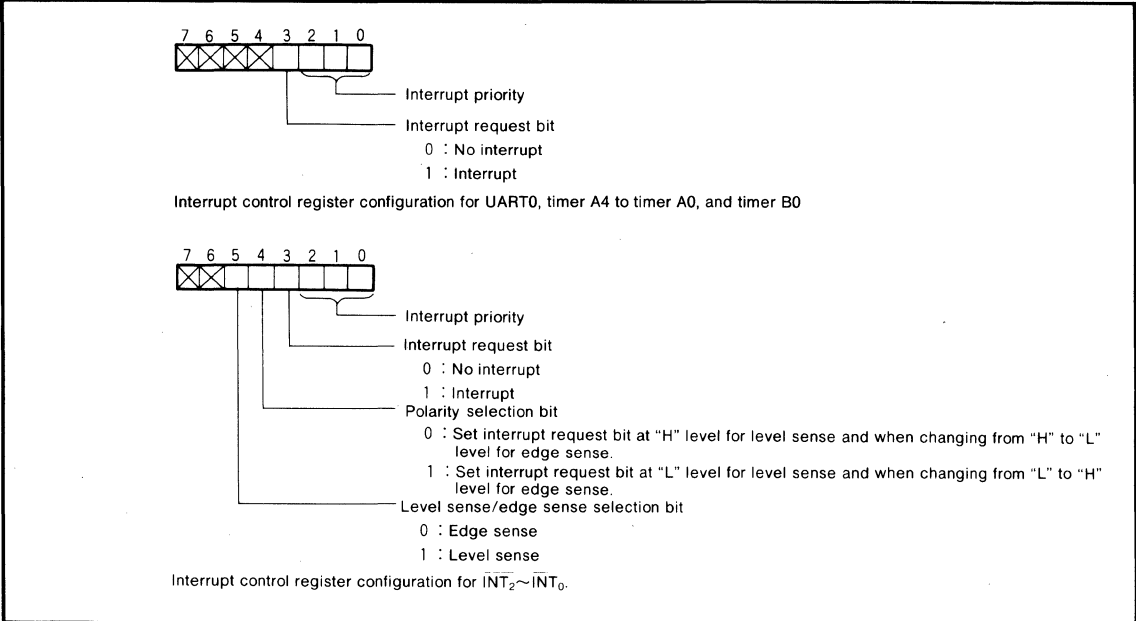 7 6 5 4 3 2 1 0
Interrupt priority
Interrupt request bit
0 : No interrupt
1 : Interrupt
Interrupt control register configuration for UART0, timer A4 to timer A0, and timer B0
7 6 5 4 3 2 1 0
Interrupt priority
Interrupt request bit
0 : No interrupt
1 : Interrupt
Polarity selection bit
0 : Set interrupt request bit at “H” level for level sense and when changing from “H” to “L”
level for edge sense.
1 : Set interrupt request bit at “L” level for level sense and when changing from “L” to “H”
level for edge sense.
Level sense/edge sense selection bit
0 : Edge sense
1 : Level sense
Interrupt control register configuration for I̅N̅T̅₂~I̅N̅T̅₀.